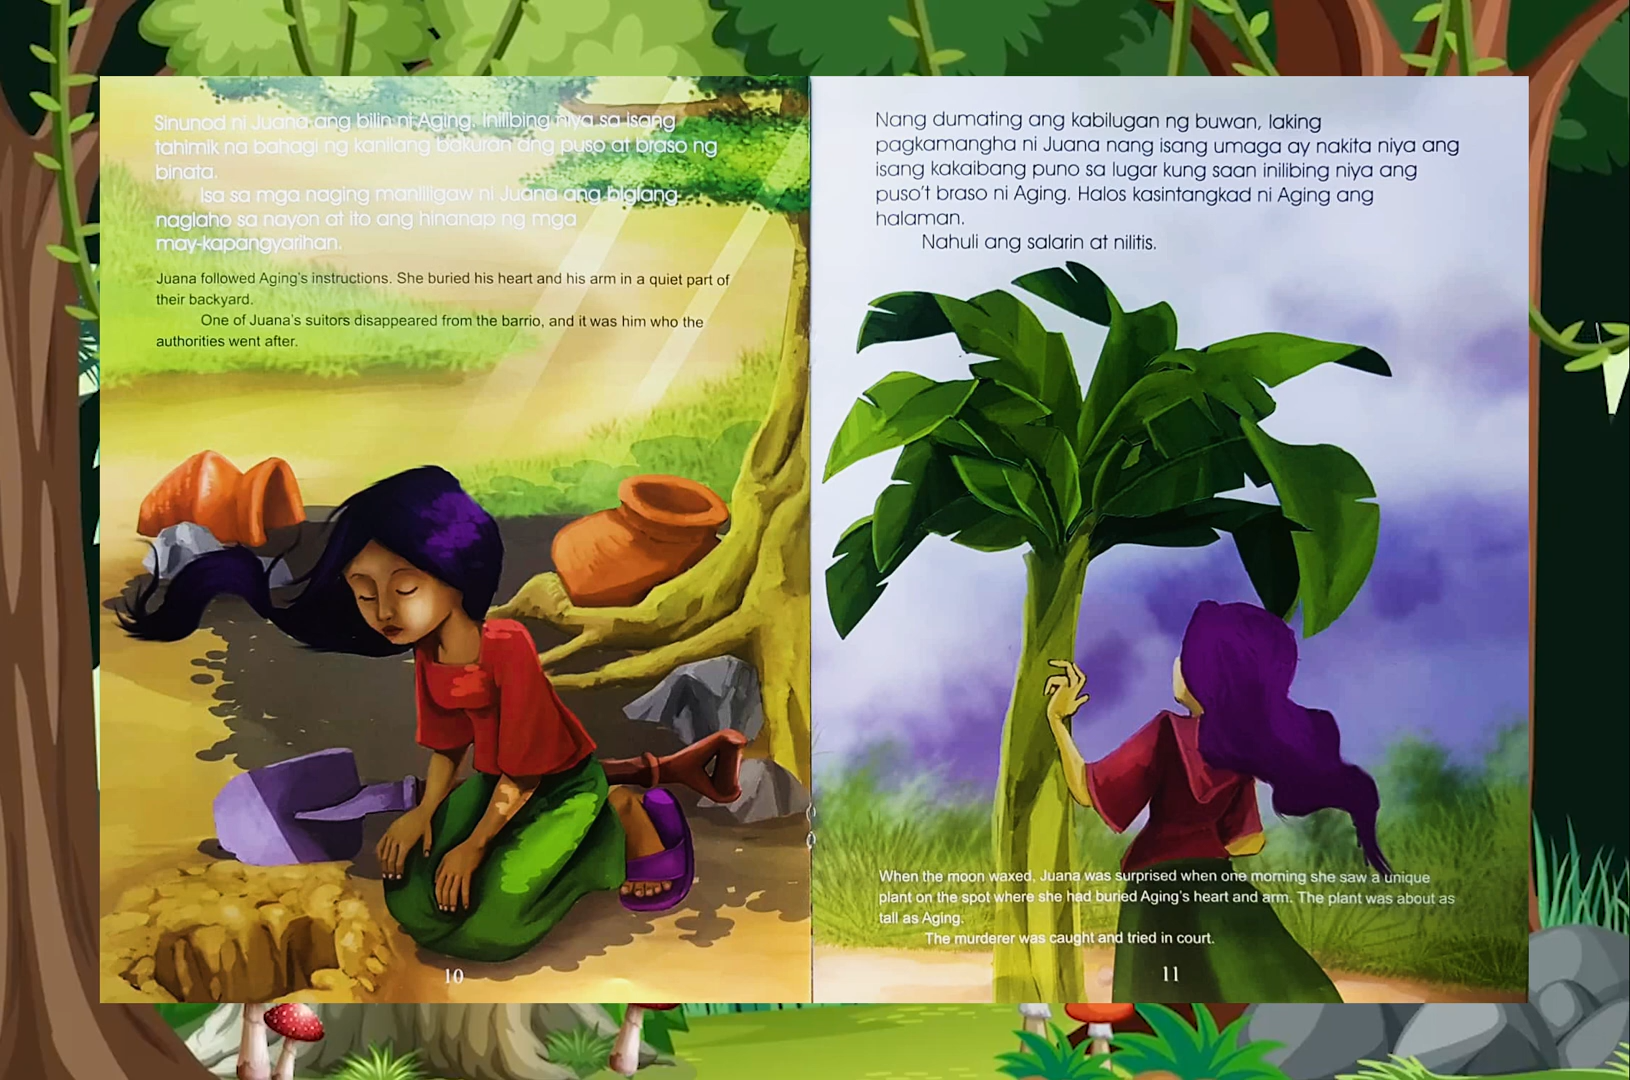 Sinunod ni Juana ang bilin ni Aging. Inilibing niya sa isang
tahimik na bahagi ng kanilang bakuran ang puso at braso ng
binata.
Isa sa mga naging manliligaw ni Juana ang biglang
naglaho sa nayon at ito ang hinanap ng mga
may-kapangyarihan.
Juana followed Aging's instructions. She buried his heart and his arm in a quiet part of
their backyard.
One of Juana's suitors disappeared from the barrio, and it was him who the
authorities went after.
10
Nang dumating ang kabilugan ng buwan, laking
pagkamangha ni Juana nang isang umaga ay nakita niya ang
isang kakaibang puno sa lugar kung saan inilibing niya ang
puso't braso ni Aging. Halos kasintangkad ni Aging ang
halaman.
Nahuli ang salarin at nilitis.
When the moon waxed, Juana was surprised when one morning she saw a unique
plant on the spot where she had buried Aging's heart and arm. The plant was about as
tall as Aging.
The murderer was caught and tried in court.
11